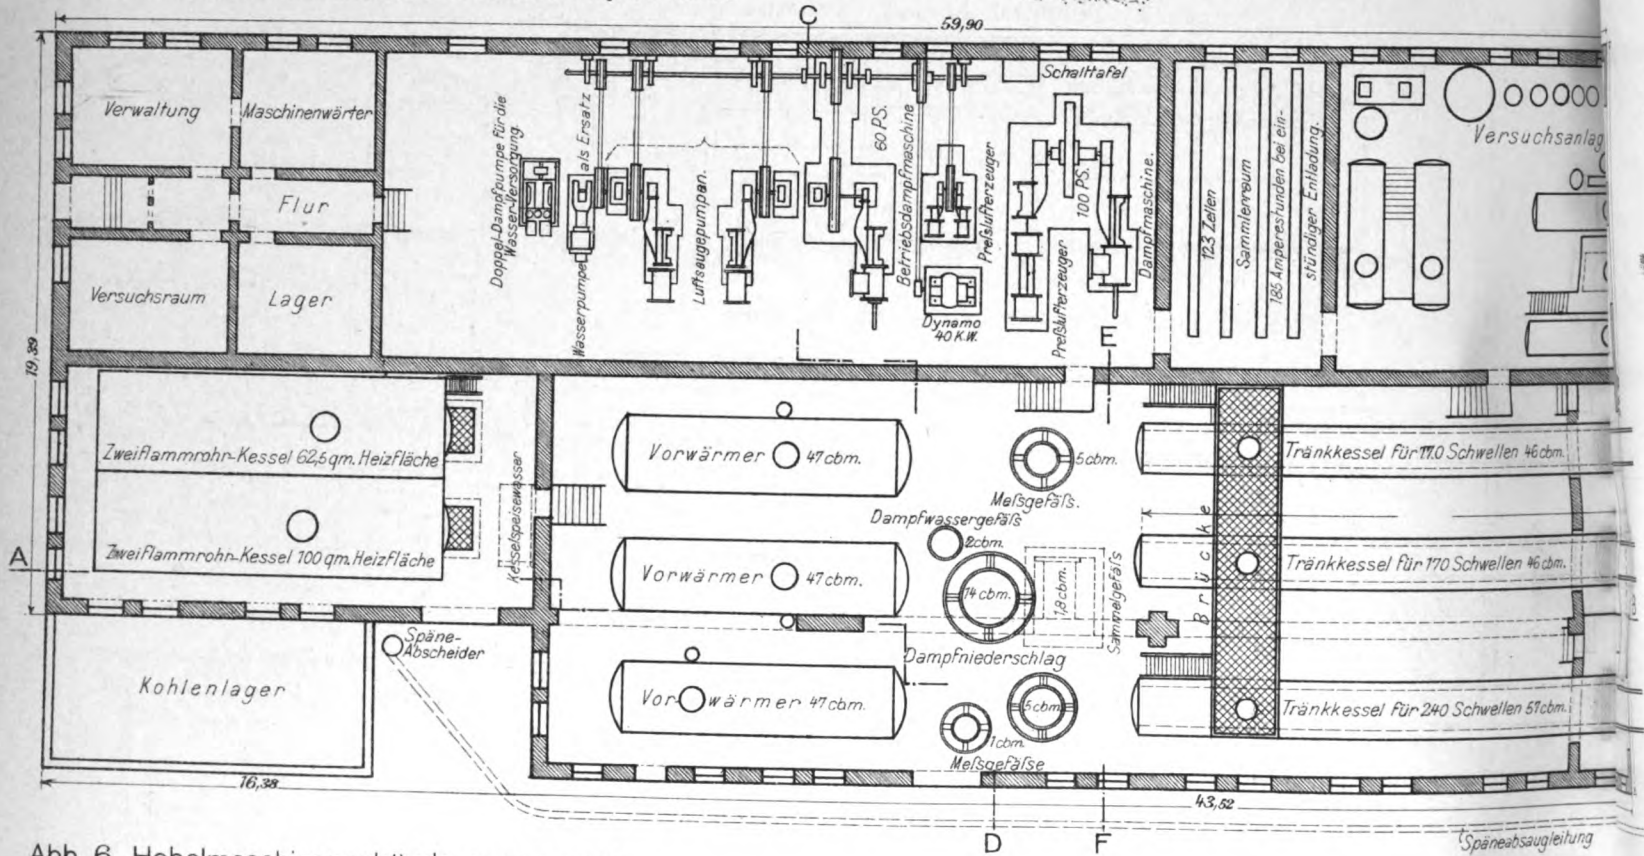 C
59,90
Verwaltung
Maschinenwärter
Flur
Versuchsraum
Lager
19,39
Doppel-Dampfpumpe für die
Wasser-Versorgung.
Wasserpumpe als Ersatz
Luftsaugepumpen.
60 PS.
Betriebsdampfmaschine
Preßlufterzeuger
Dynamo
40 K.W.
Schalttafel
100 PS.
Preßlufterzeuger
Dampfmaschine.
E
123 Zellen
Sammlerraum
185 Amperestunden bei ein-
stündiger Entladung.
Versuchsanlag
Zweiflammrohr-Kessel 62,5 qm. Heizfläche
Zweiflammrohr-Kessel 100 qm. Heizfläche
Kesselspeisewasser
A
Vorwärmer 47 cbm.
Vorwärmer 47 cbm.
Vorwärmer 47 cbm.
5 cbm.
Meßgefäß.
Dampfwassergefäß
2 cbm.
14 cbm.
1,8 cbm.
Sammelgefäß
Dampfniederschlag
5 cbm.
1 cbm.
Meßgefäße
Brücke
Tränkkessel für 170 Schwellen 46 cbm.
Tränkkessel für 170 Schwellen 46 cbm.
Tränkkessel für 240 Schwellen 57 cbm.
Späne-
Abscheider
Kohlenlager
16,38
43,52
D
F
Späneabsaugleitung
Abb. 6. Hobelmaschine